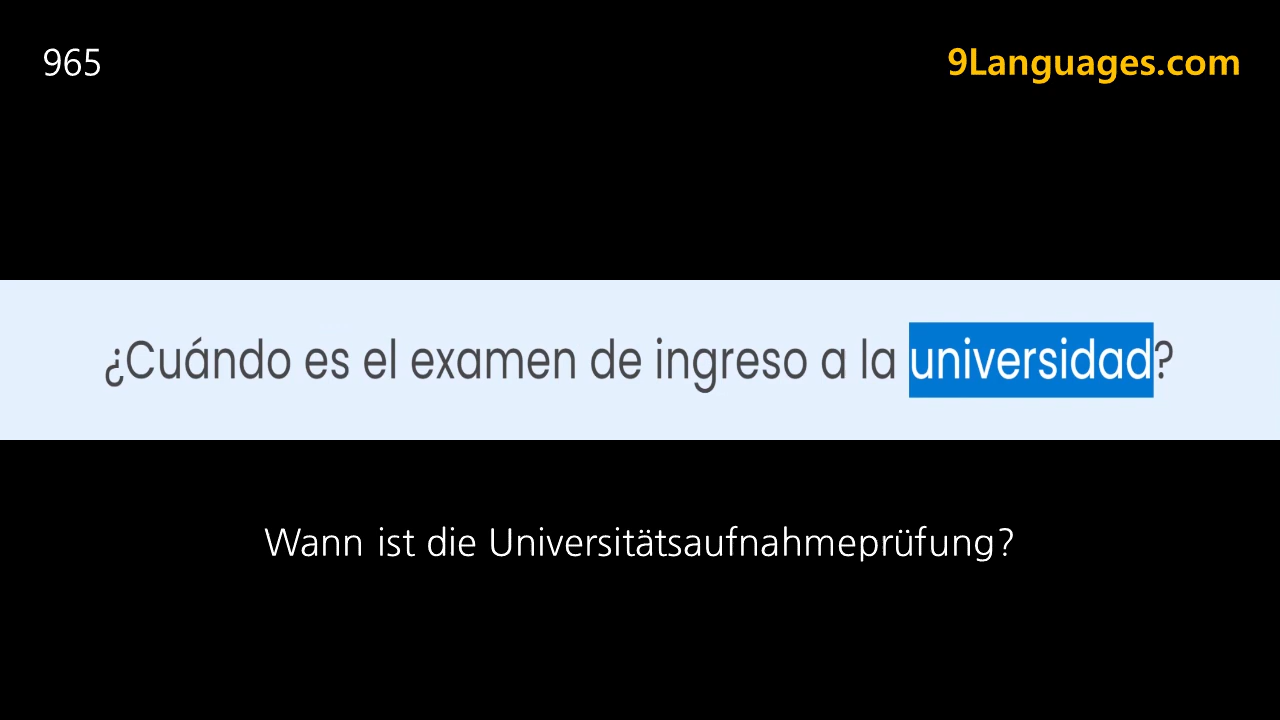 965
9Languages.com
¿Cuándo es el examen de ingreso a la universidad?
Wann ist die Universitätsaufnahmeprüfung?